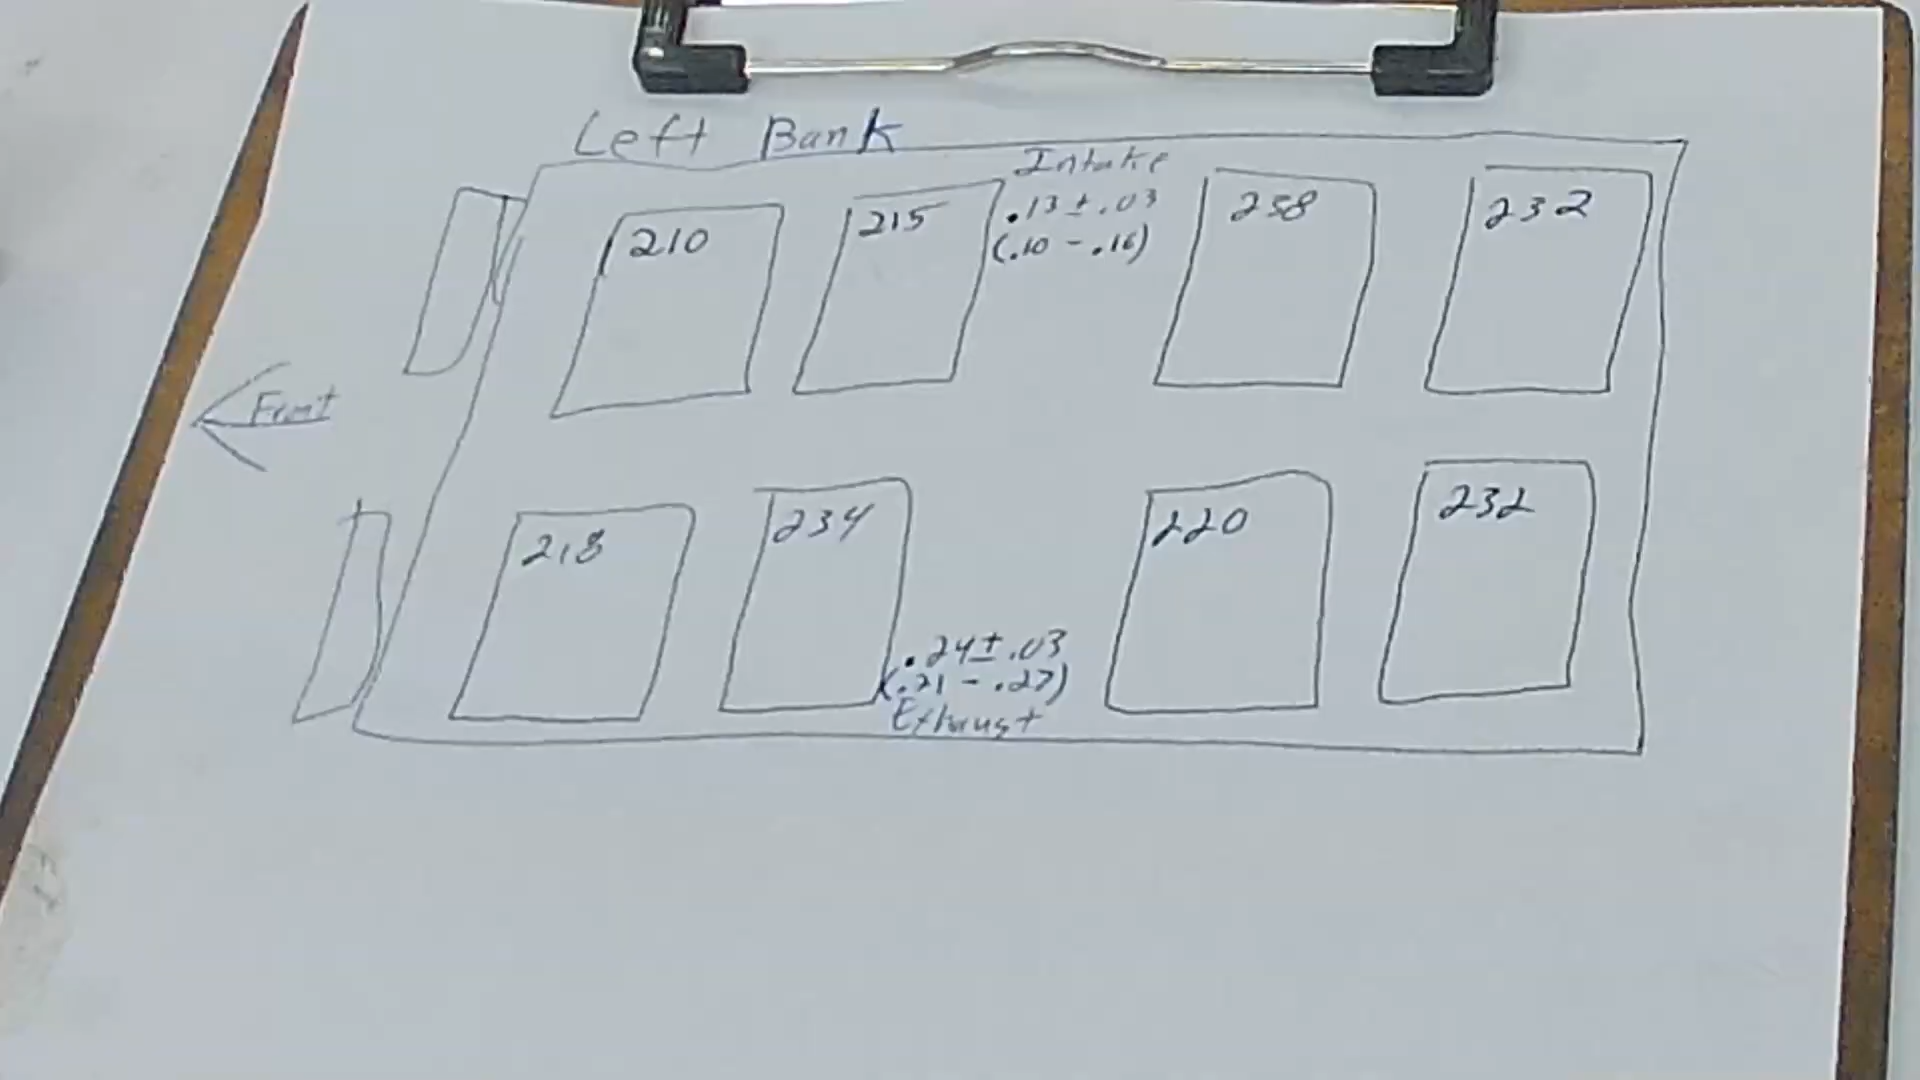 Left Bank
Intake
.13 ± .03
(.10 - .16)
210
215
238
232
Front
218
234
220
232
.24 ± .03
(.21 - .27)
Exhaust